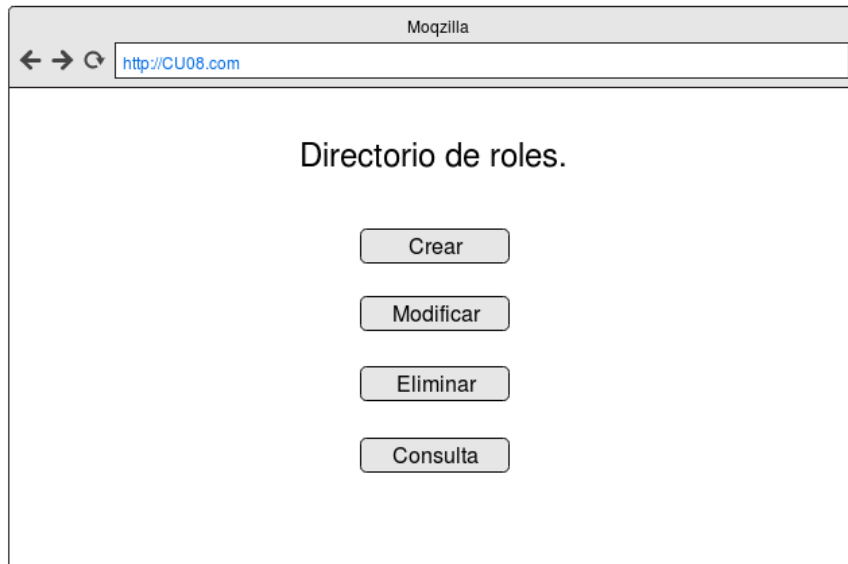 Moqzilla
http://CU08.com
Directorio de roles.
Crear
Modificar
Eliminar
Consulta